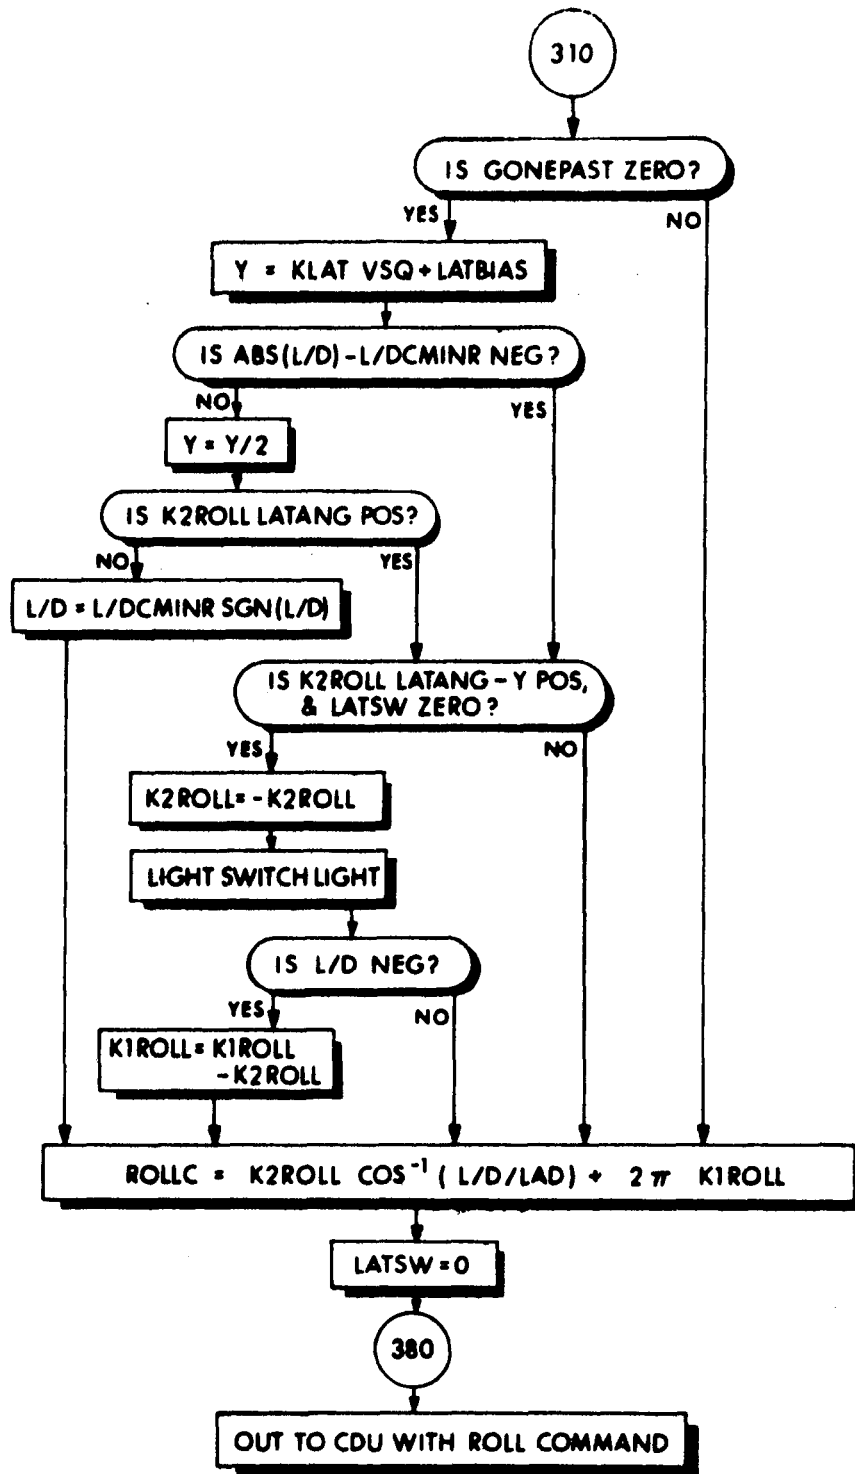 310
IS GONEPAST ZERO?
YES
NO
Y = KLAT VSQ + LATBIAS
IS ABS(L/D) - L/DCMINR NEG?
NO
YES
Y = Y/2
IS K2ROLL LATANG POS?
NO
YES
L/D = L/DCMINR SGN(L/D)
IS K2ROLL LATANG - Y POS,
& LATSW ZERO?
YES
NO
K2ROLL = - K2ROLL
LIGHT SWITCH LIGHT
IS L/D NEG?
YES
NO
K1ROLL = K1ROLL
- K2ROLL
ROLLC = K2ROLL COS⁻¹ ( L/D/LAD) + 2 π K1ROLL
LATSW = 0
380
OUT TO CDU WITH ROLL COMMAND